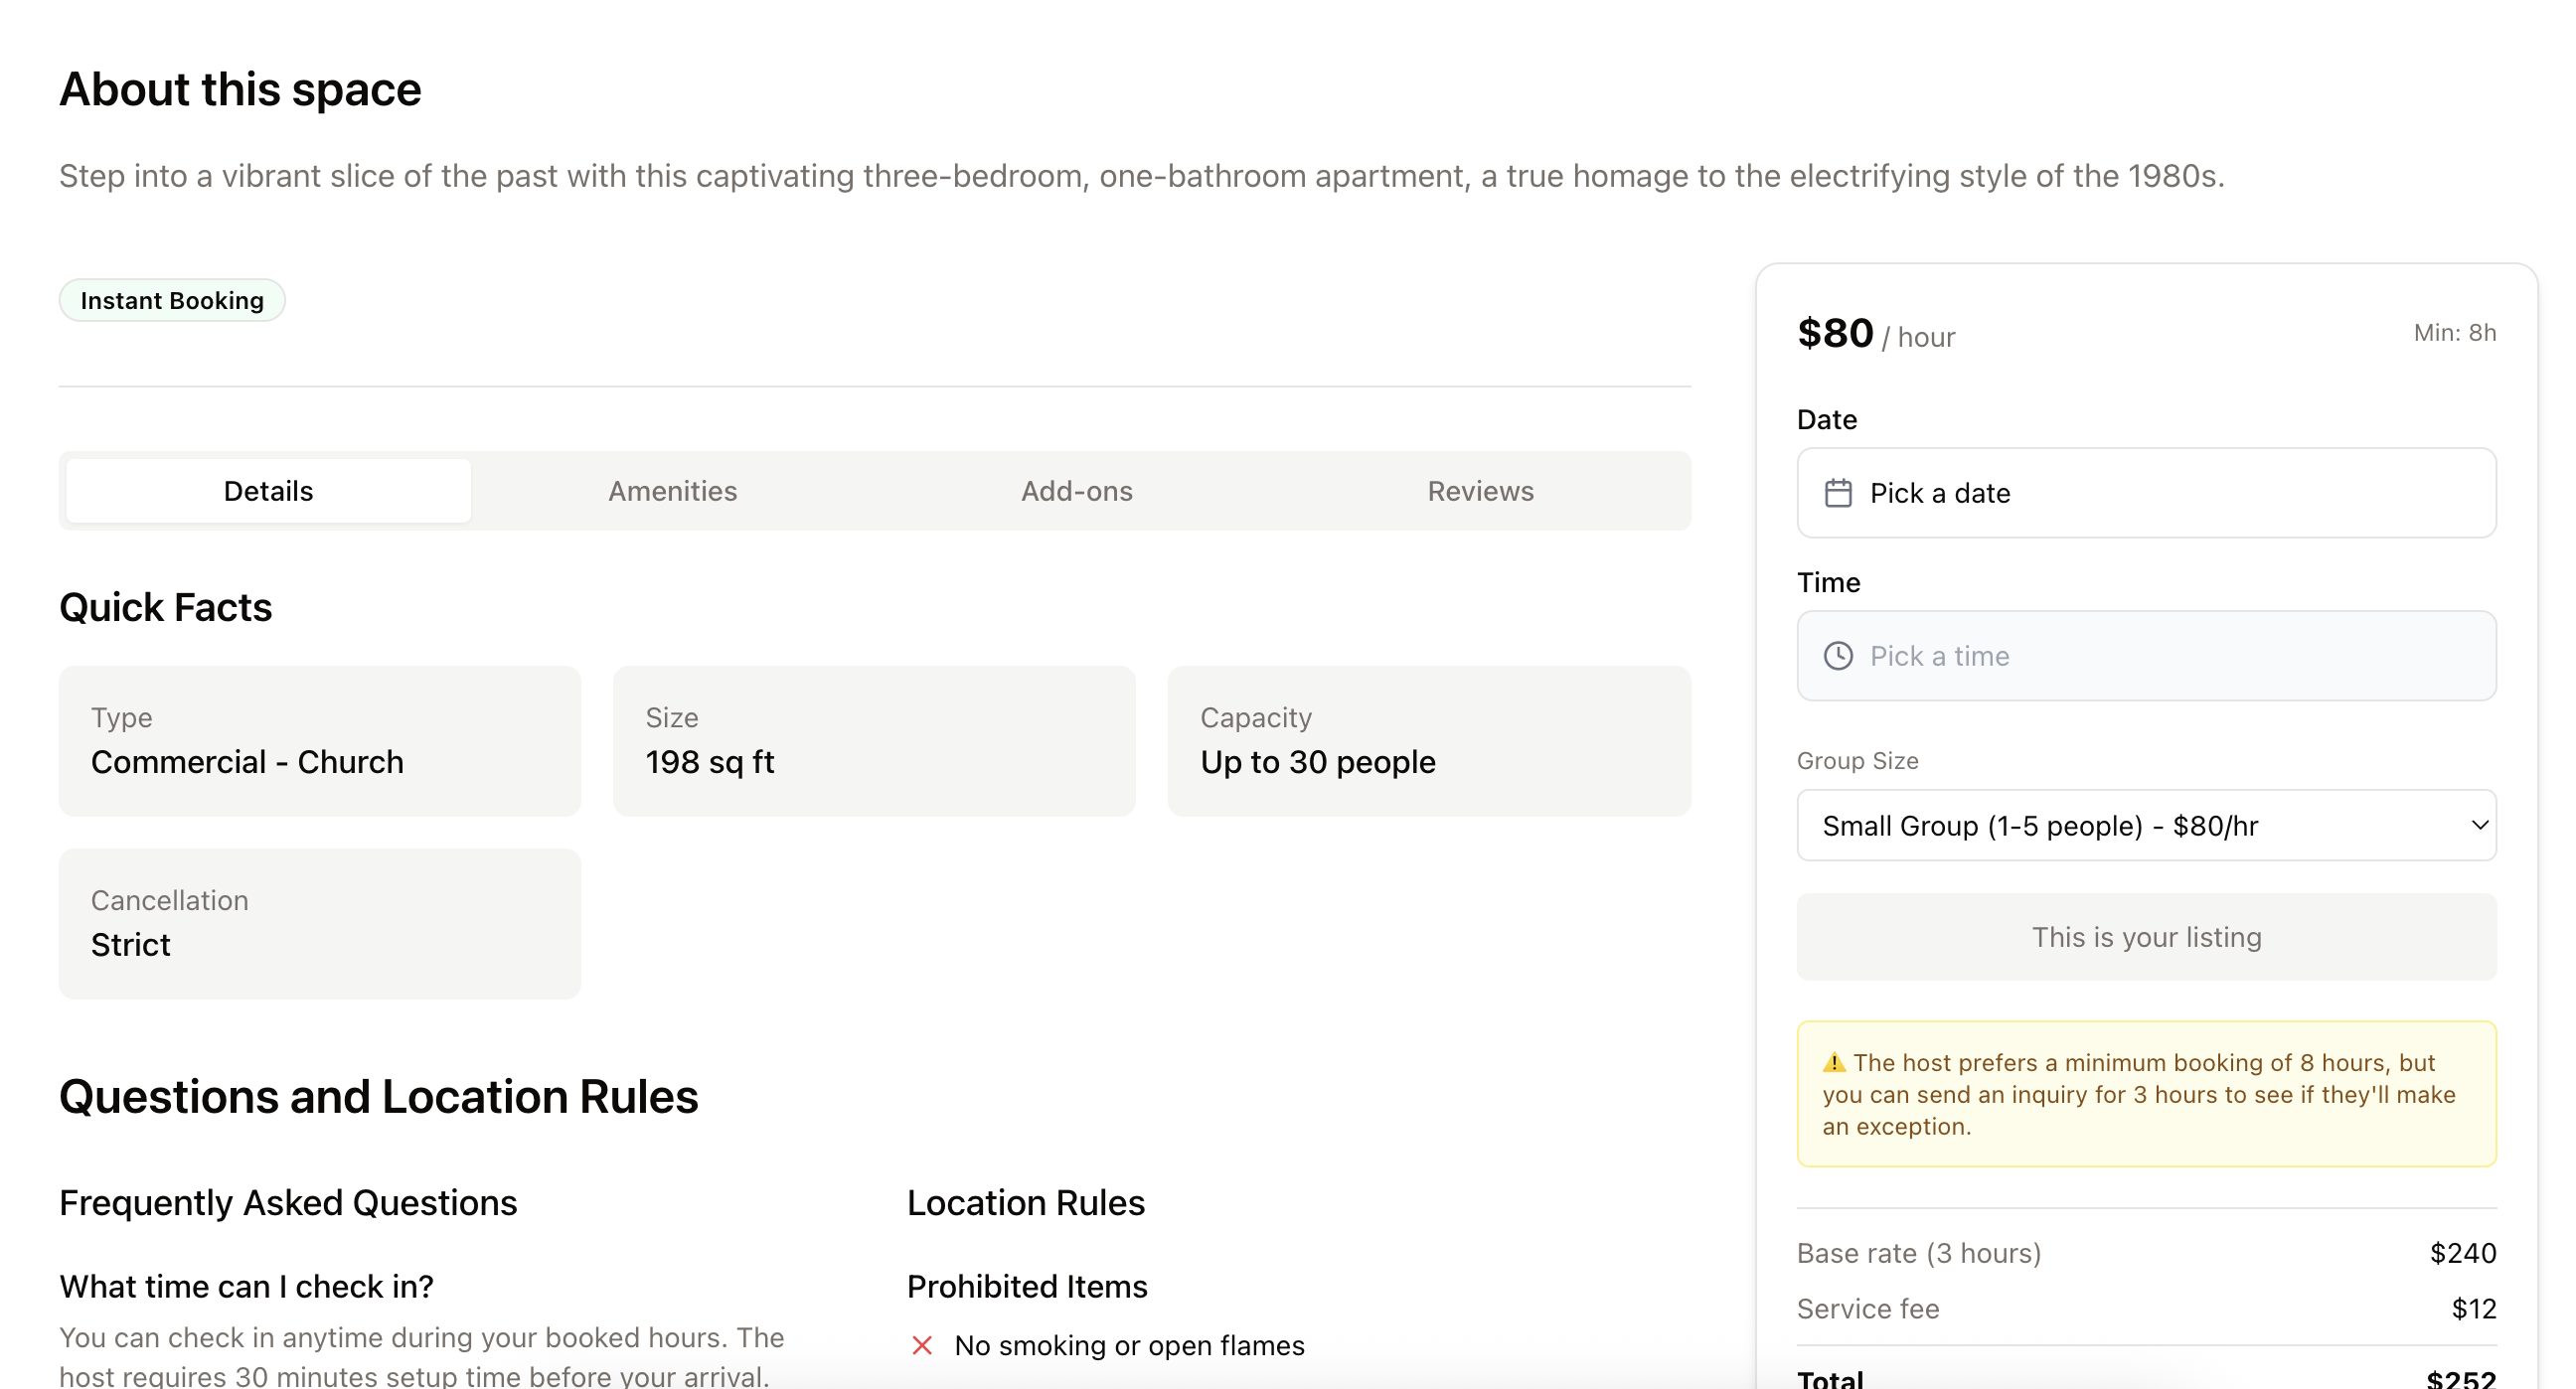 About this space
Step into a vibrant slice of the past with this captivating three-bedroom, one-bathroom apartment, a true homage to the electrifying style of the 1980s.
Instant Booking
Details
Amenities
Add-ons
Reviews
Quick Facts
Type
Commercial - Church
Size
198 sq ft
Capacity
Up to 30 people
Cancellation
Strict
Questions and Location Rules
Frequently Asked Questions
What time can I check in?
You can check in anytime during your booked hours. The
host requires 30 minutes setup time before your arrival.
Location Rules
Prohibited Items
No smoking or open flames
$80 / hour
Min: 8h
Date
Pick a date
Time
Pick a time
Group Size
Small Group (1-5 people) - $80/hr
This is your listing
⚠️ The host prefers a minimum booking of 8 hours, but
you can send an inquiry for 3 hours to see if they'll make
an exception.
Base rate (3 hours)
$240
Service fee
$12
Total
$252